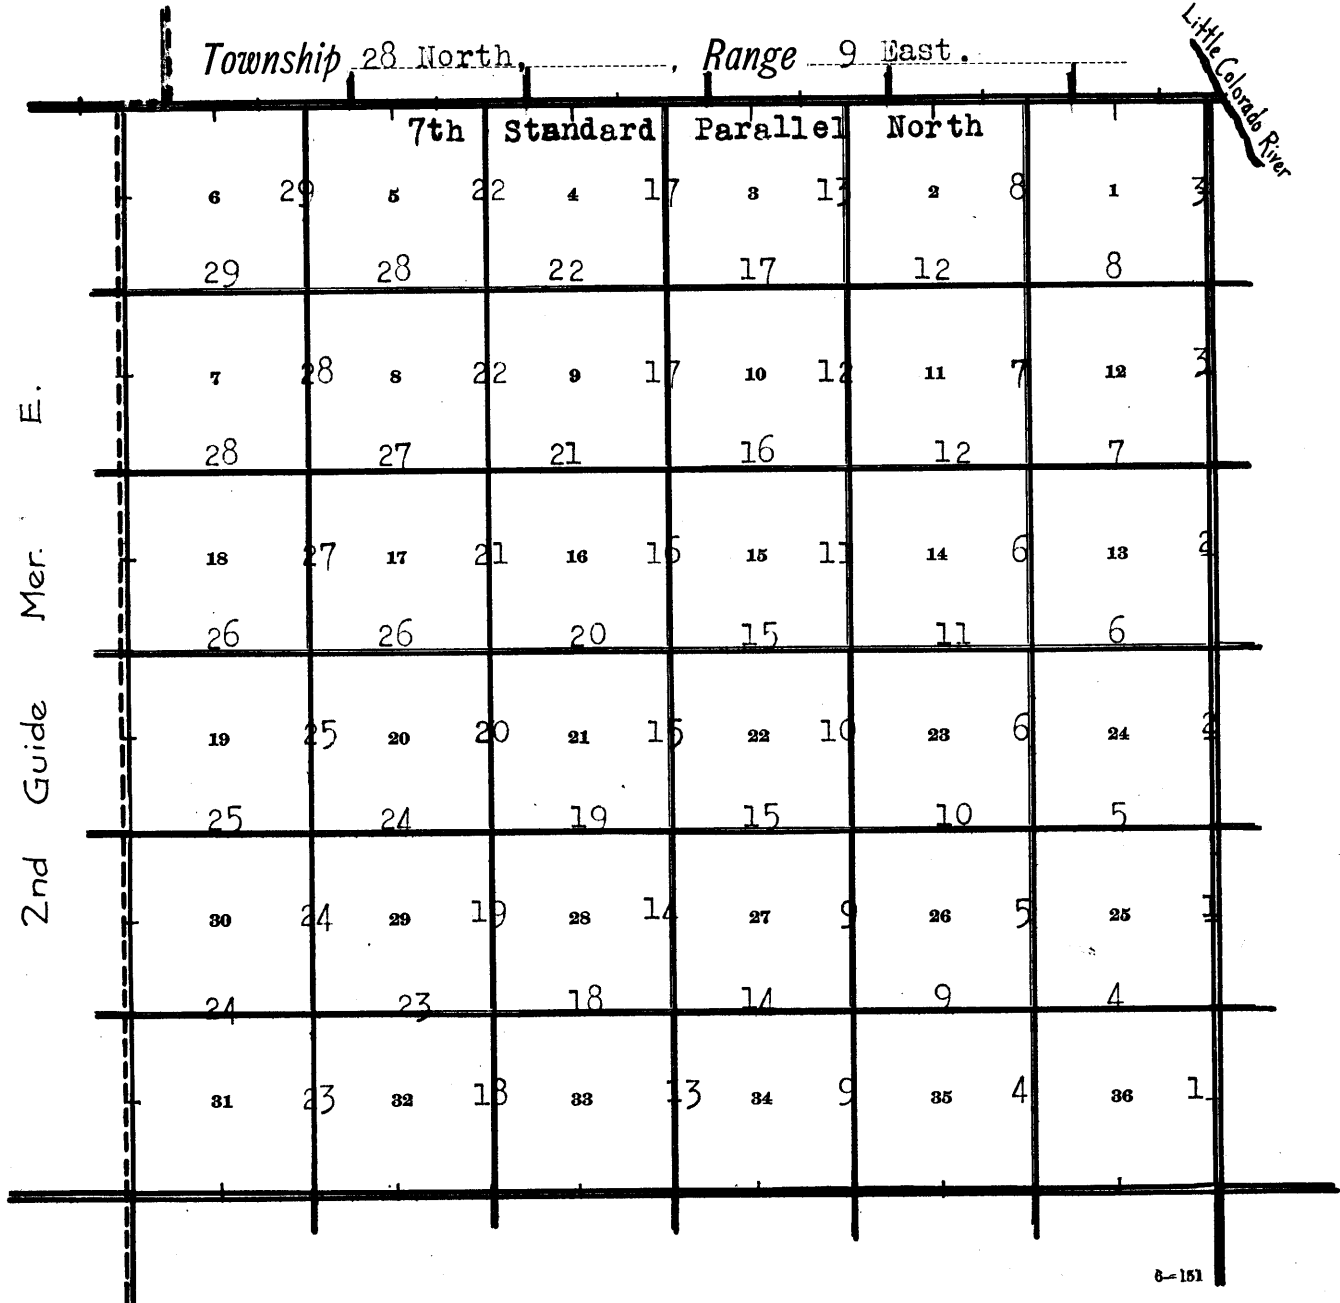 Little Colorado River
Township 28 North, , Range 9 East.
7th Standard Parallel North
6 29 5 22 4 17 3 13 2 8 1 3
29 28 22 17 12 8
7 28 8 22 9 17 10 12 11 7 12 3
28 27 21 16 12 7
18 27 17 21 16 16 15 11 14 6 13 2
26 26 20 15 11 6
19 25 20 20 21 15 22 10 23 6 24 2
25 24 19 15 10 5
30 24 29 19 28 14 27 9 26 5 25 1
24 23 18 14 9 4
31 23 32 18 33 13 34 9 35 4 36 1
2nd Guide Mer. E.
6—151